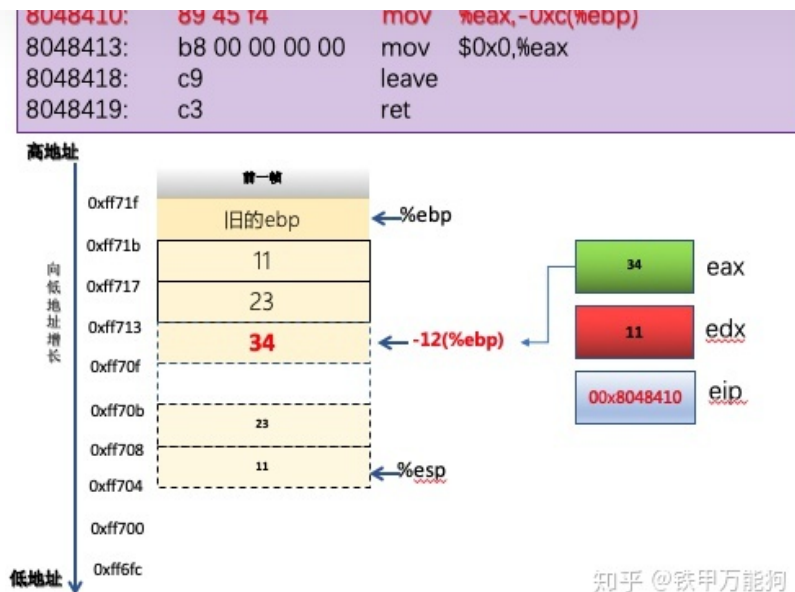 8048410: 89 45 f4 mov %eax,-0xc(%ebp)
8048413: b8 00 00 00 00 mov $0x0,%eax
8048418: c9 leave
8048419: c3 ret
高地址
前一帧
0xff71f
旧的ebp
%ebp
0xff71b
11
34
eax
向低地址增长
0xff717
23
0xff713
34
-12(%ebp)
11
edx
0xff70f
00x8048410
eip
0xff70b
23
0xff708
11
%esp
0xff704
0xff700
0xff6fc
低地址
知乎 @铁甲万能狗